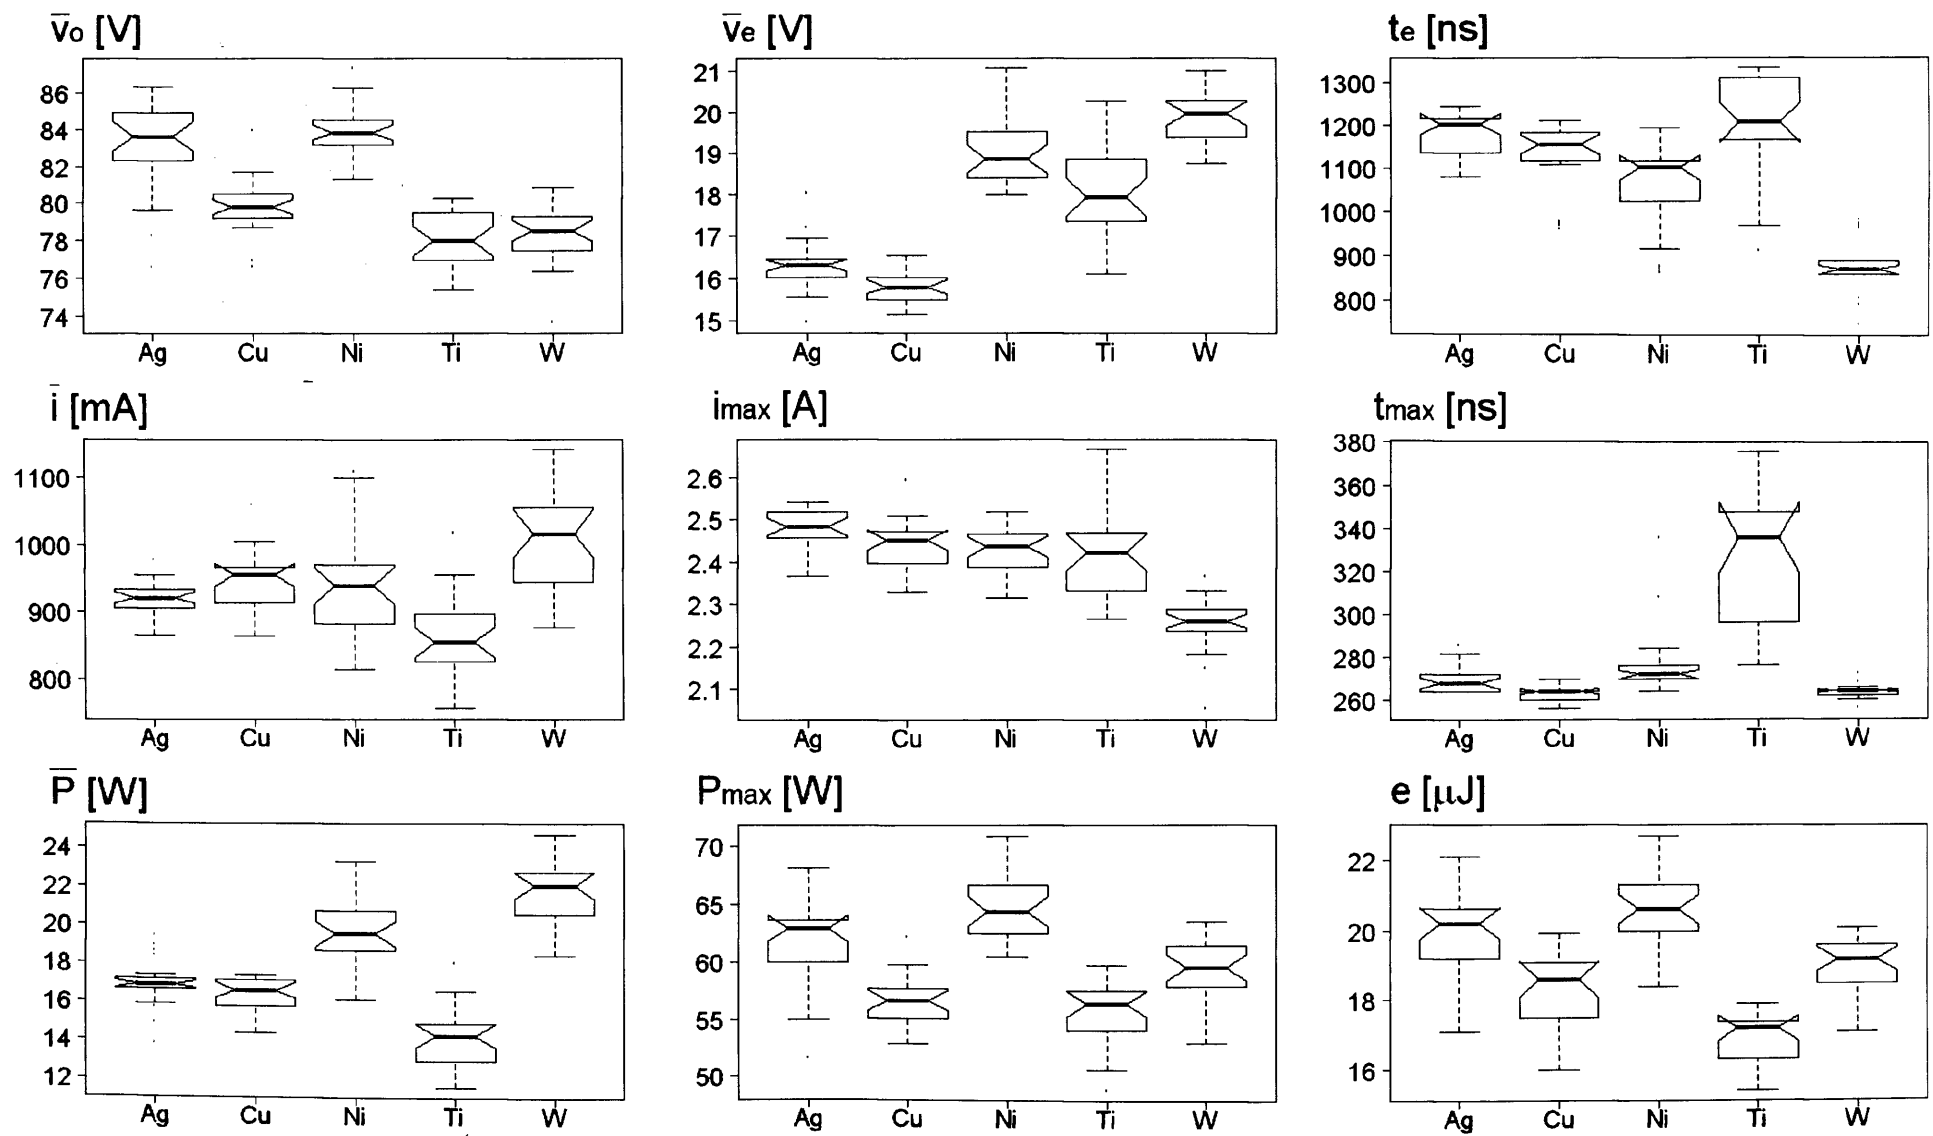 v̄o [V]
86
84
82
80
78
76
74
Ag Cu Ni Ti W
v̄e [V]
21
20
19
18
17
16
15
Ag Cu Ni Ti W
te [ns]
1300
1200
1100
1000
900
800
Ag Cu Ni Ti W
i̅ [mA]
1100
1000
900
800
Ag Cu Ni Ti W
imax [A]
2.6
2.5
2.4
2.3
2.2
2.1
Ag Cu Ni Ti W
tmax [ns]
380
360
340
320
300
280
260
Ag Cu Ni Ti W
P̅ [W]
24
22
20
18
16
14
12
Ag Cu Ni Ti W
Pmax [W]
70
65
60
55
50
Ag Cu Ni Ti W
e [μJ]
22
20
18
16
Ag Cu Ni Ti W